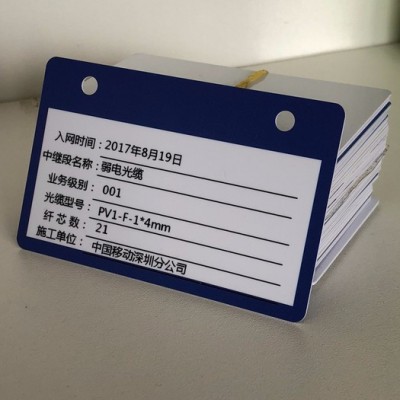 入网时间：2017年8月19日
中继段名称：弱电光缆
业务级别：001
光缆型号：PV1-F-1*4mm
纤芯数：21
施工单位：中国移动深圳分公司